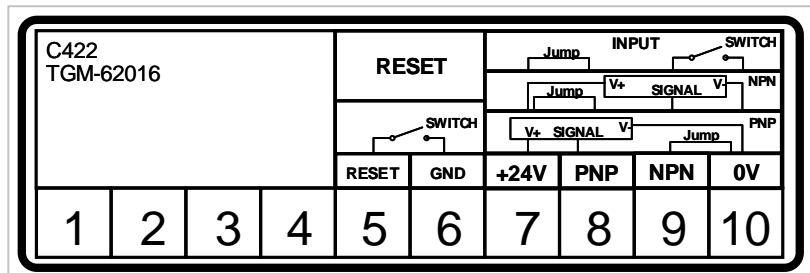 C422
TGM-62016
RESET
INPUT
Jump
SWITCH
Jump
V+
SIGNAL
V-
NPN
SWITCH
V+
SIGNAL
V-
Jump
PNP
RESET
GND
+24V
PNP
NPN
0V
1
2
3
4
5
6
7
8
9
10